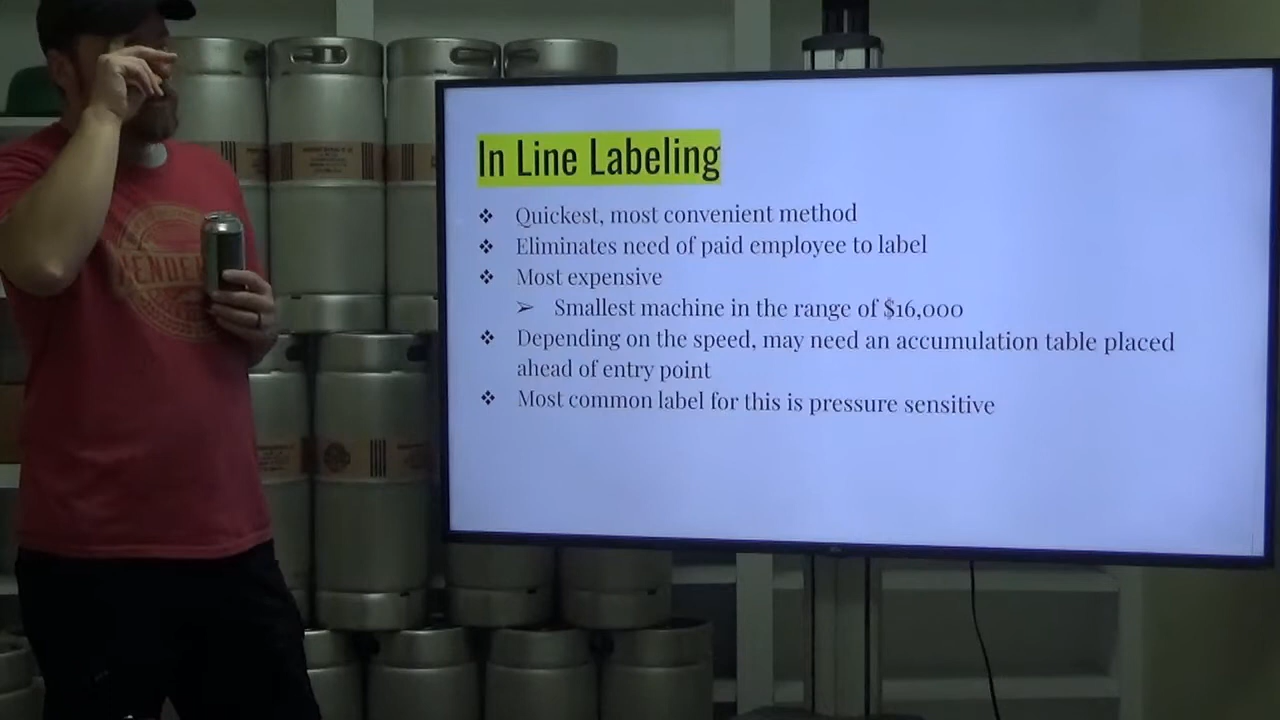 In Line Labeling
❖ Quickest, most convenient method
❖ Eliminates need of paid employee to label
❖ Most expensive
➢ Smallest machine in the range of $16,000
❖ Depending on the speed, may need an accumulation table placed
ahead of entry point
❖ Most common label for this is pressure sensitive